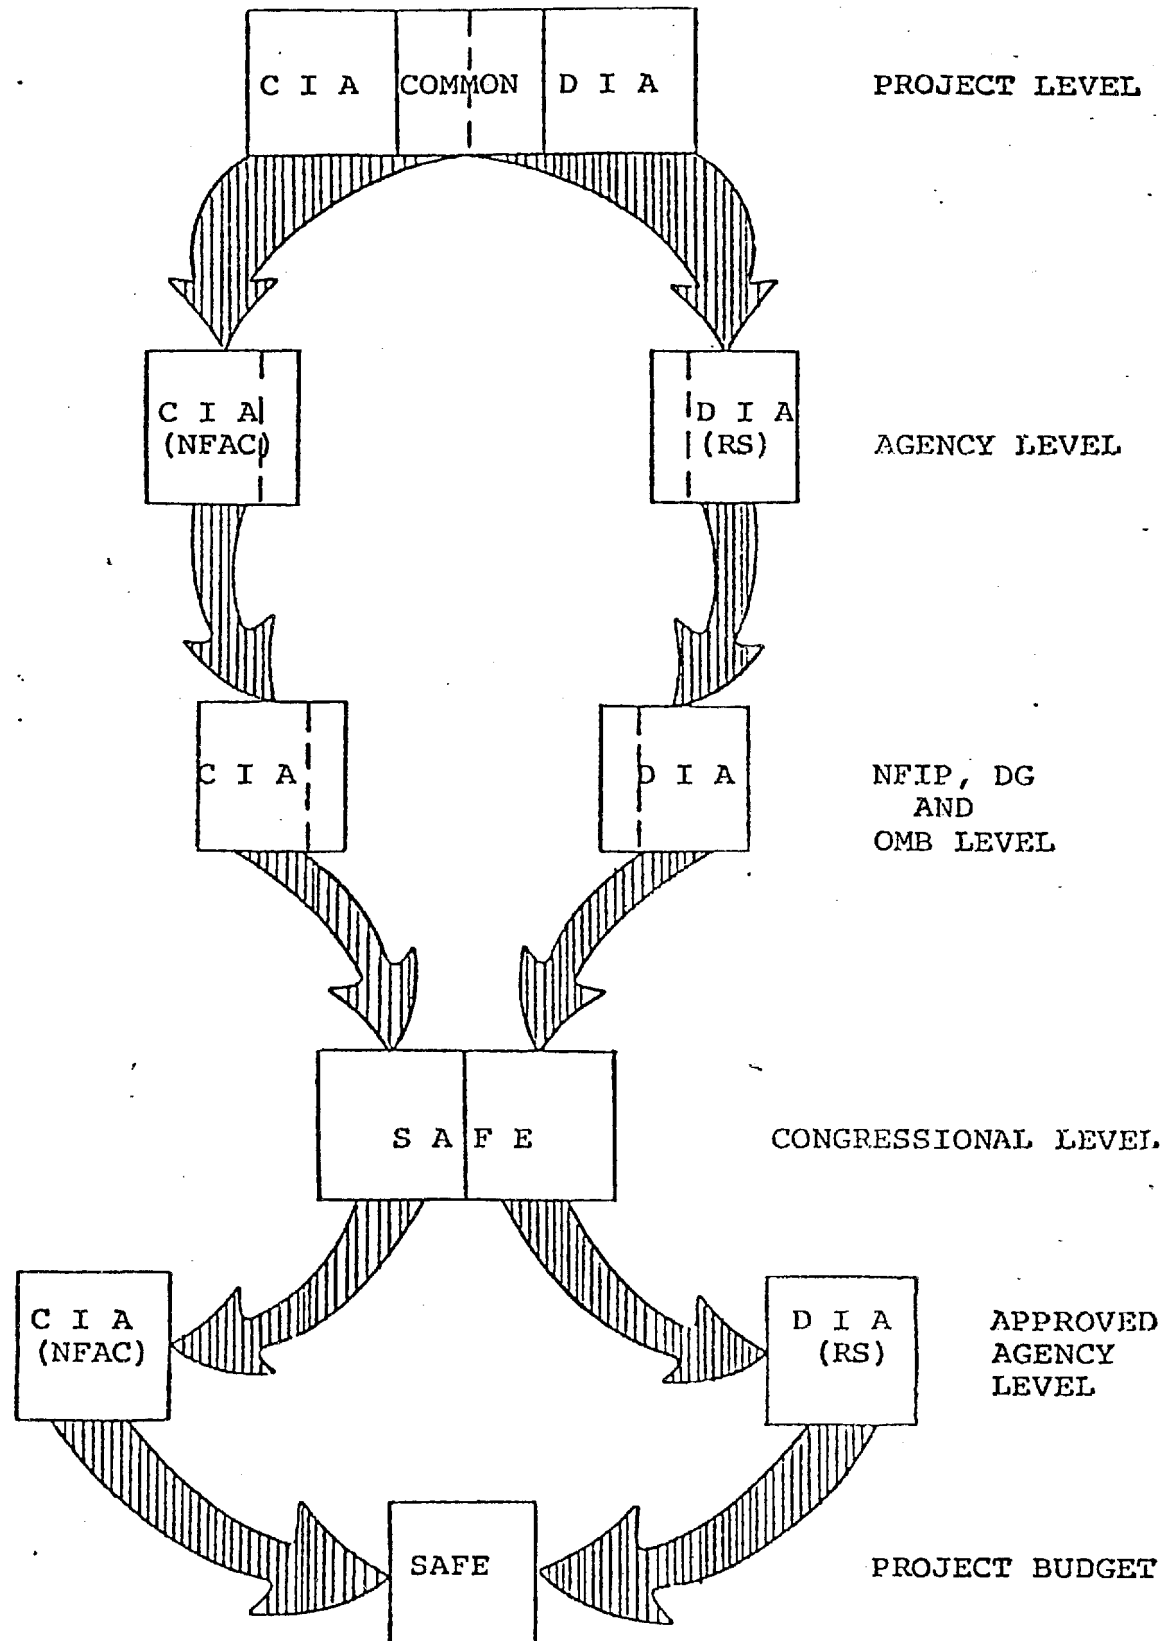 C I A COMMON D I A PROJECT LEVEL
C I A D I A
(NFAC) (RS) AGENCY LEVEL
C I A D I A NFIP, DG
AND
OMB LEVEL
S A F E CONGRESSIONAL LEVEL
C I A D I A APPROVED
(NFAC) (RS) AGENCY
LEVEL
SAFE PROJECT BUDGET